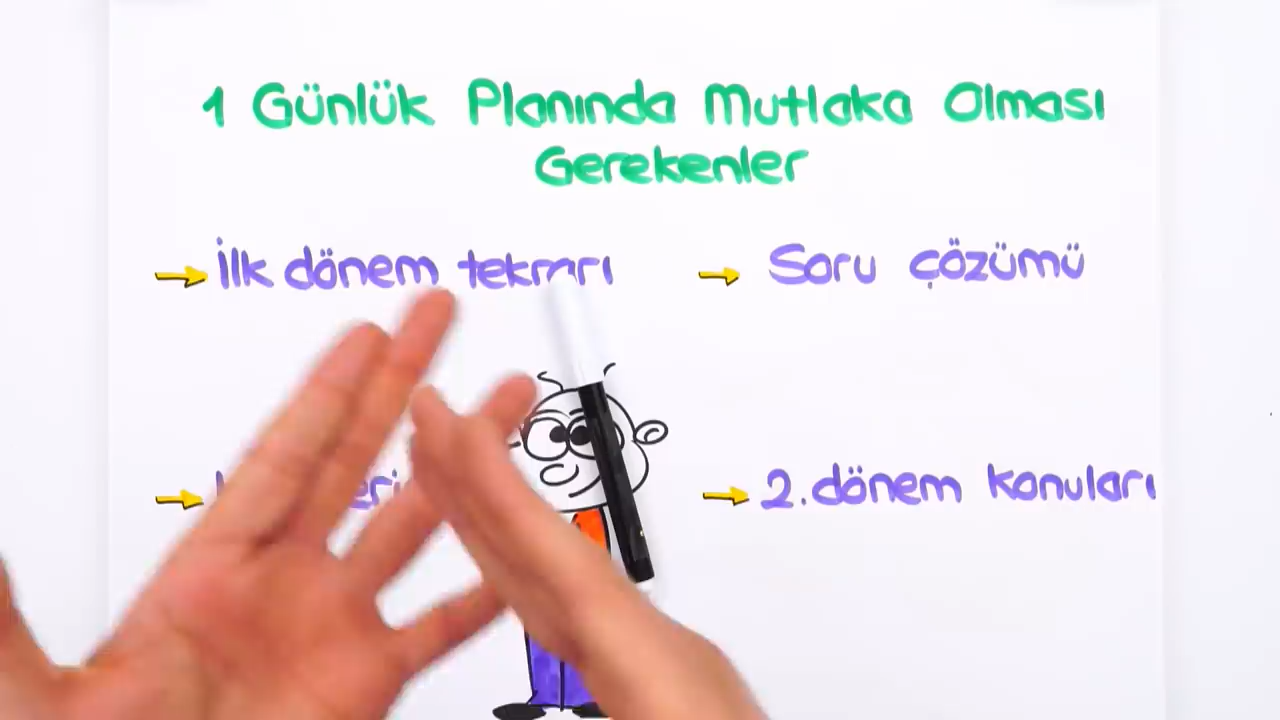 1 Günlük Planında Mutlaka Olması
Gerekenler
İlk dönem tekrarı
Soru çözümü
2. dönem konuları